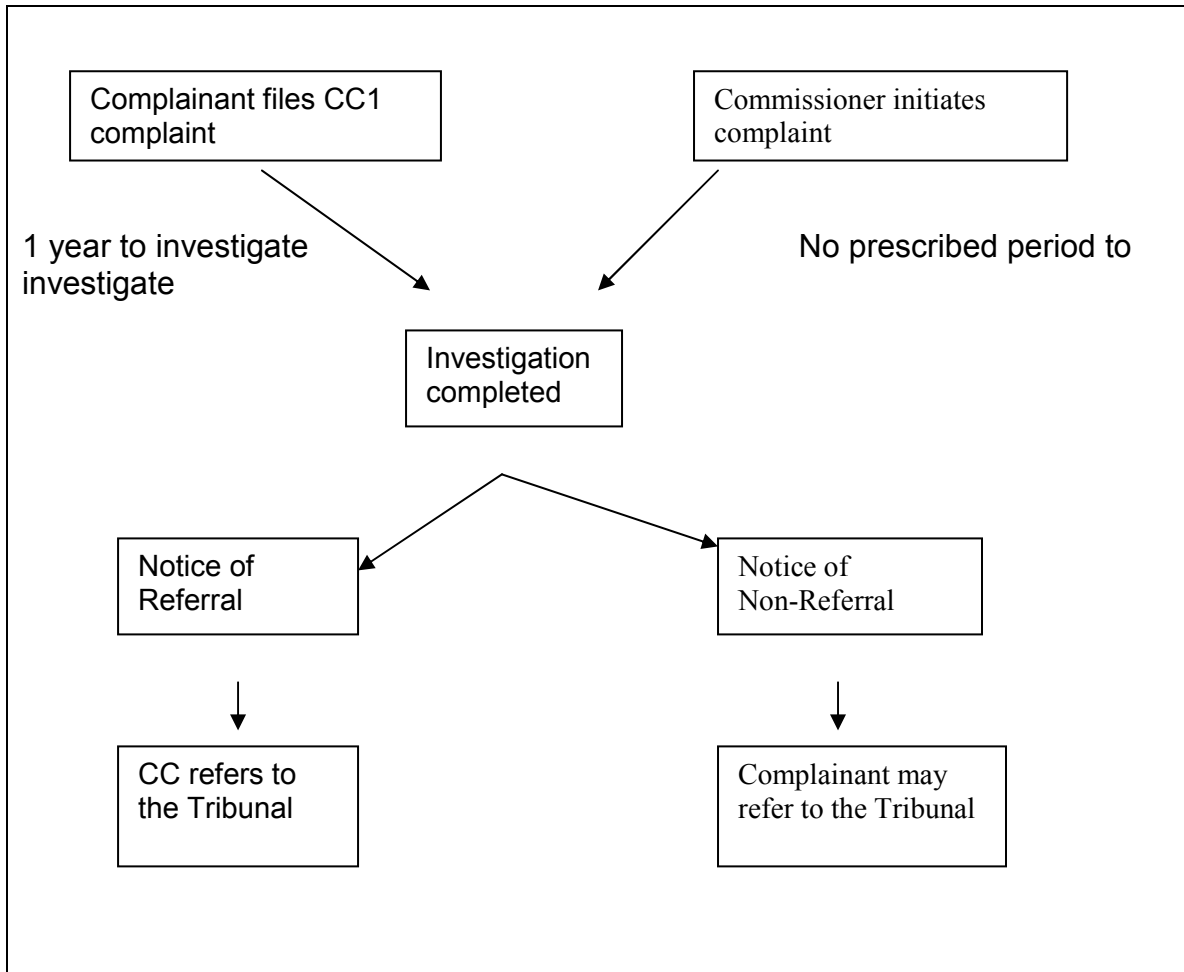 Complainant files CC1
complaint
Commissioner initiates
complaint
1 year to investigate
No prescribed period to
investigate
Investigation
completed
Notice of
Referral
Notice of
Non-Referral
CC refers to
the Tribunal
Complainant may
refer to the Tribunal